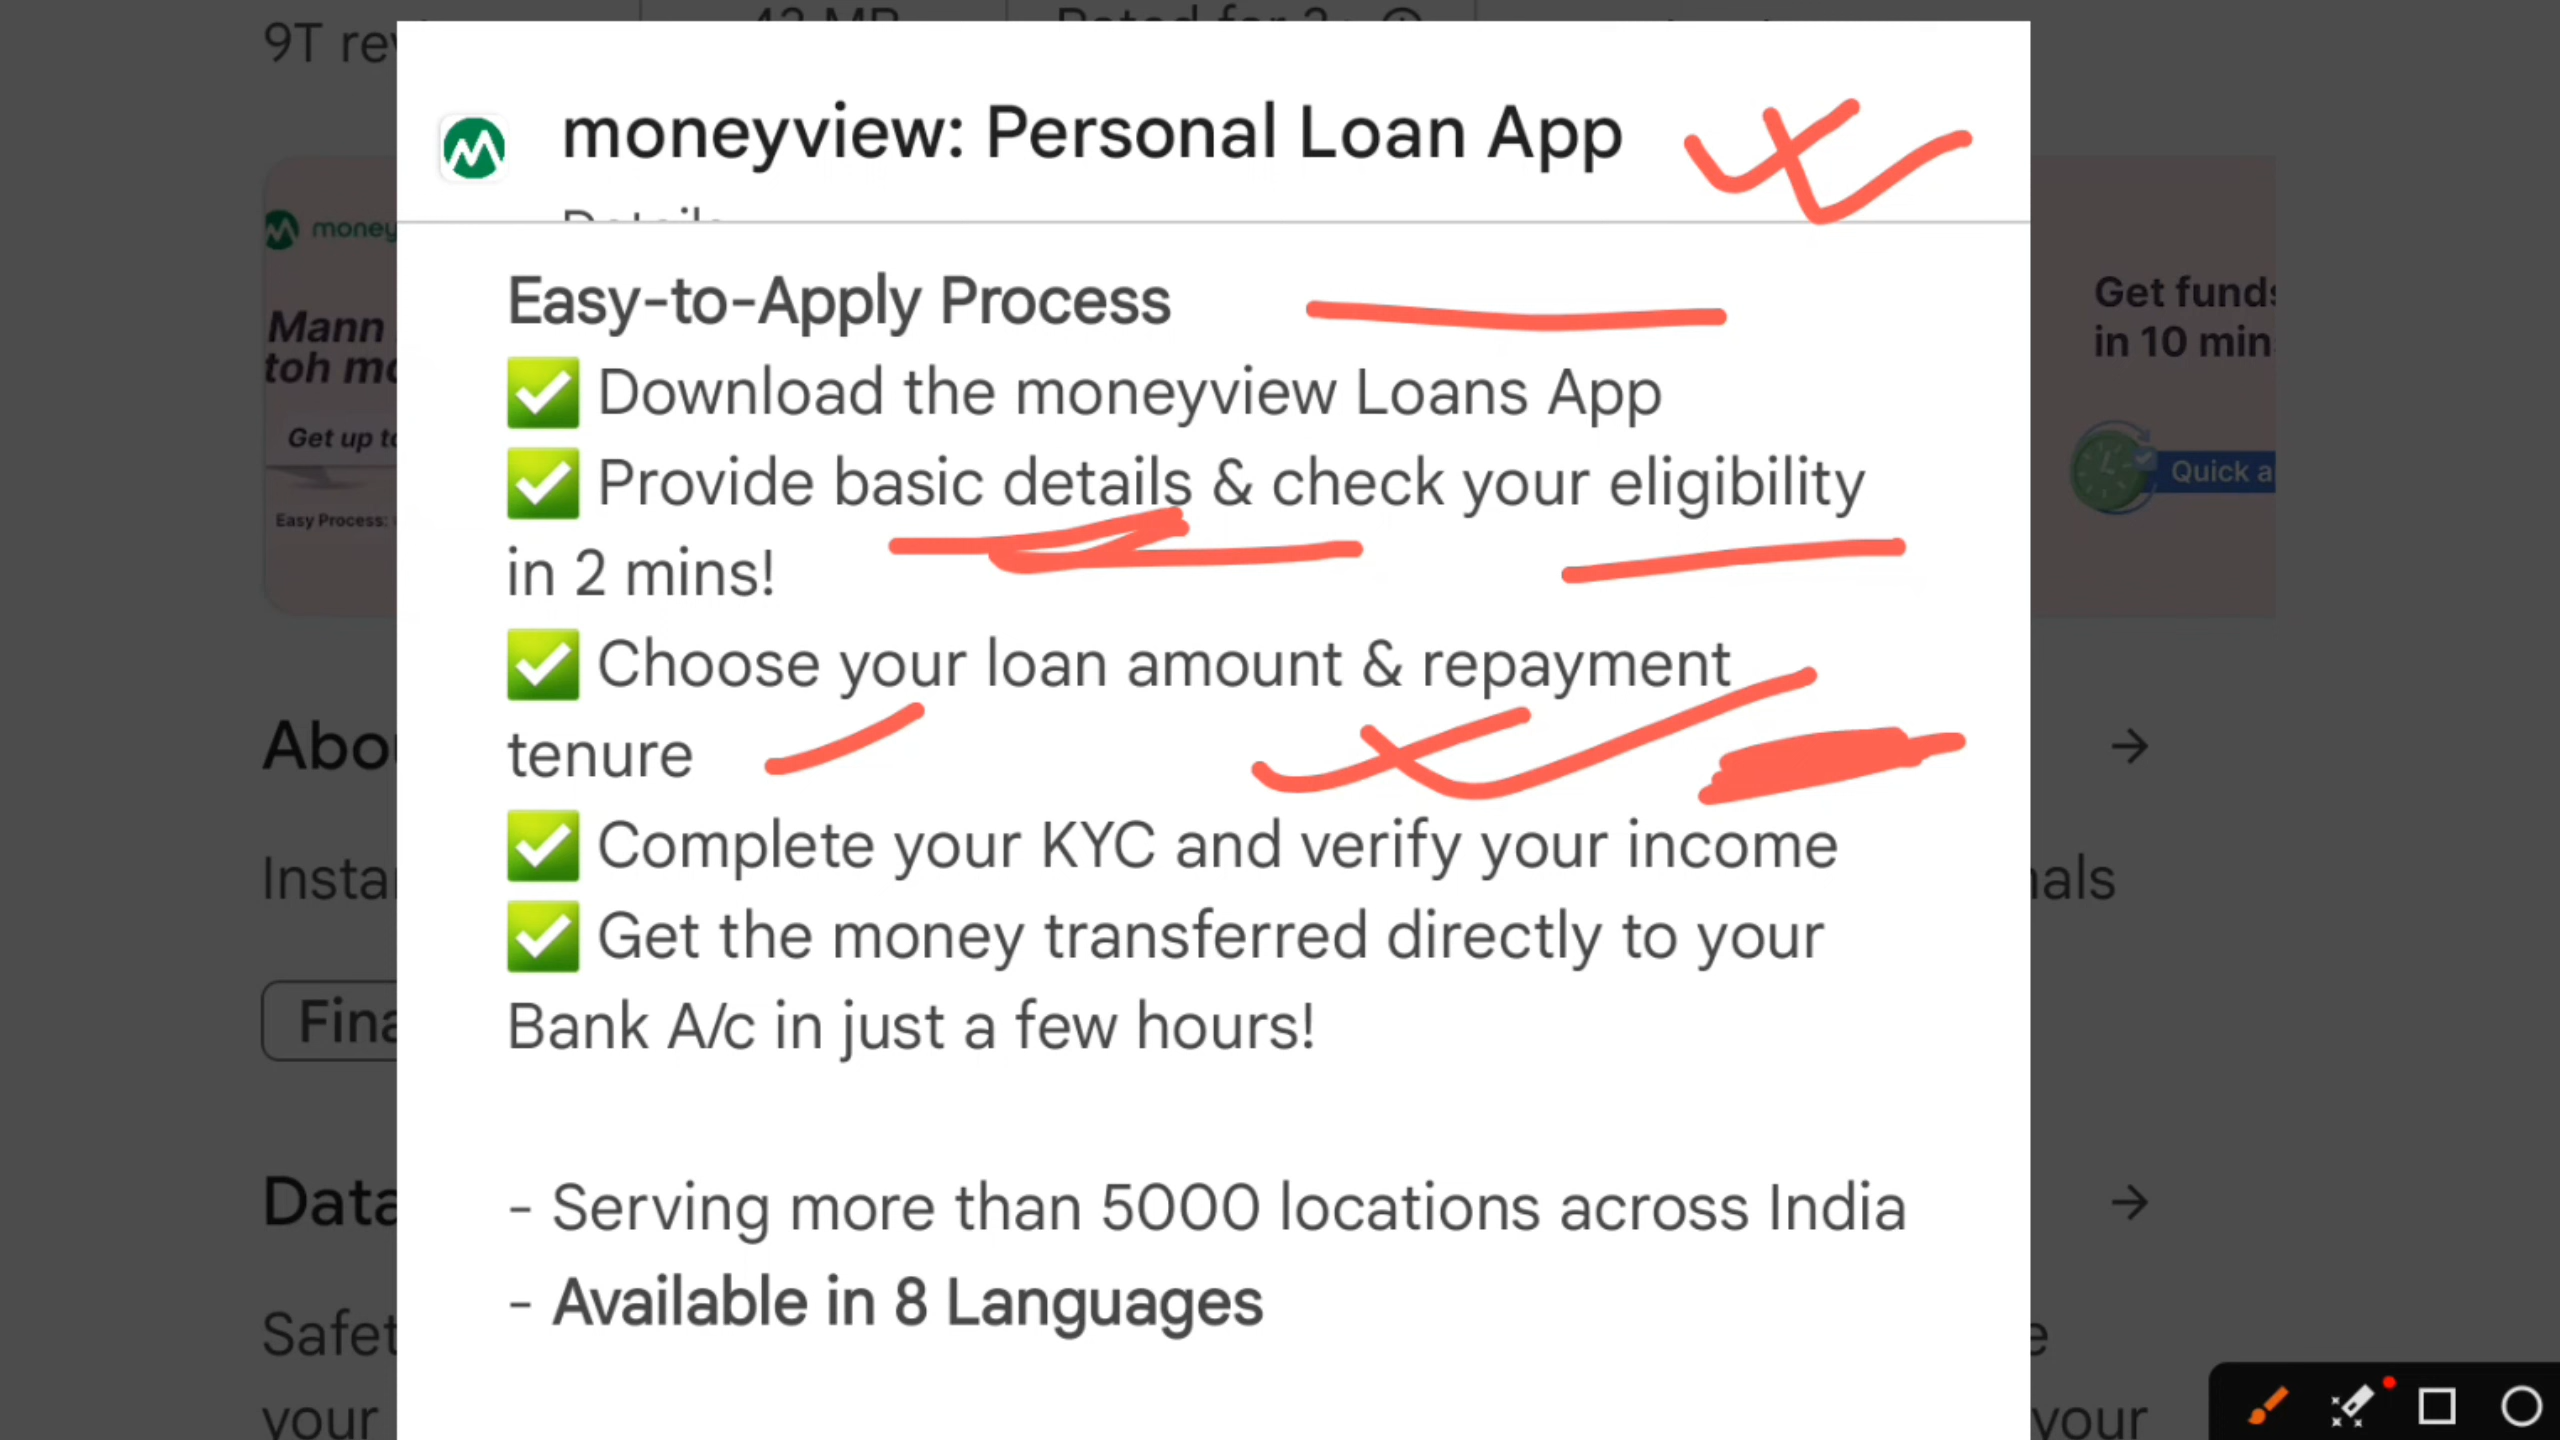 9T
moneyview: Personal Loan App
Easy-to-Apply Process
✅ Download the moneyview Loans App
✅ Provide basic details & check your eligibility
in 2 mins!
✅ Choose your loan amount & repayment
tenure
✅ Complete your KYC and verify your income
✅ Get the money transferred directly to your
Bank A/c in just a few hours!
- Serving more than 5000 locations across India
- Available in 8 Languages
Mann
toh
Get up
Easy Process:
Get funds
in 10 min
Quick
your
your